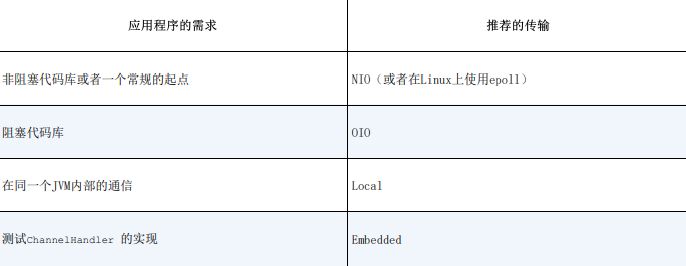 应用程序的需求 推荐的传输
非阻塞代码库或者一个常规的起点 NIO（或者在Linux上使用epoll）
阻塞代码库 OIO
在同一个JVM内部的通信 Local
测试ChannelHandler 的实现 Embedded